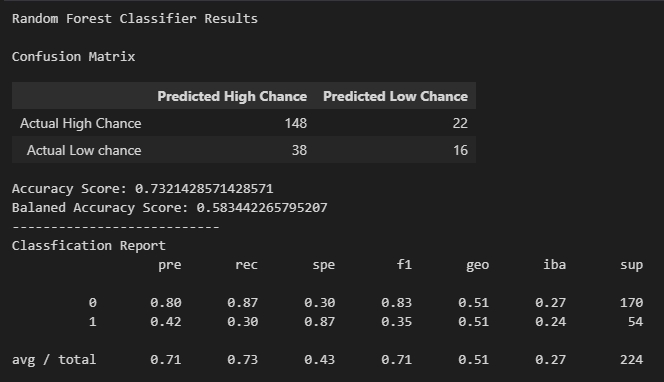 Random Forest Classifier Results
Confusion Matrix
Predicted High Chance Predicted Low Chance
Actual High Chance 148 22
Actual Low chance 38 16
Accuracy Score: 0.7321428571428571
Balaned Accuracy Score: 0.583442265795207
----------------------------
Classfication Report
pre rec spe f1 geo iba sup
0 0.80 0.87 0.30 0.83 0.51 0.27 170
1 0.42 0.30 0.87 0.35 0.51 0.24 54
avg / total 0.71 0.73 0.43 0.71 0.51 0.27 224